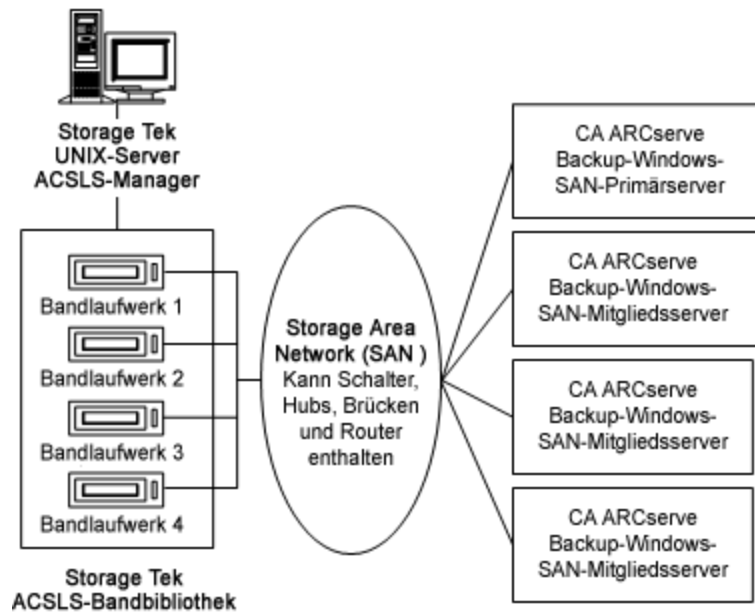 Storage Tek
UNIX-Server
ACSLS-Manager
Bandlaufwerk 1
Bandlaufwerk 2
Bandlaufwerk 3
Bandlaufwerk 4
Storage Tek
ACSLS-Bandbibliothek
Storage Area
Network (SAN )
Kann Schalter,
Hubs, Brücken
und Router
enthalten
CA ARCserve
Backup-Windows-
SAN-Primärserver
CA ARCserve
Backup-Windows-
SAN-Mitgliedsserver
CA ARCserve
Backup-Windows-
SAN-Mitgliedsserver
CA ARCserve
Backup-Windows-
SAN-Mitgliedsserver